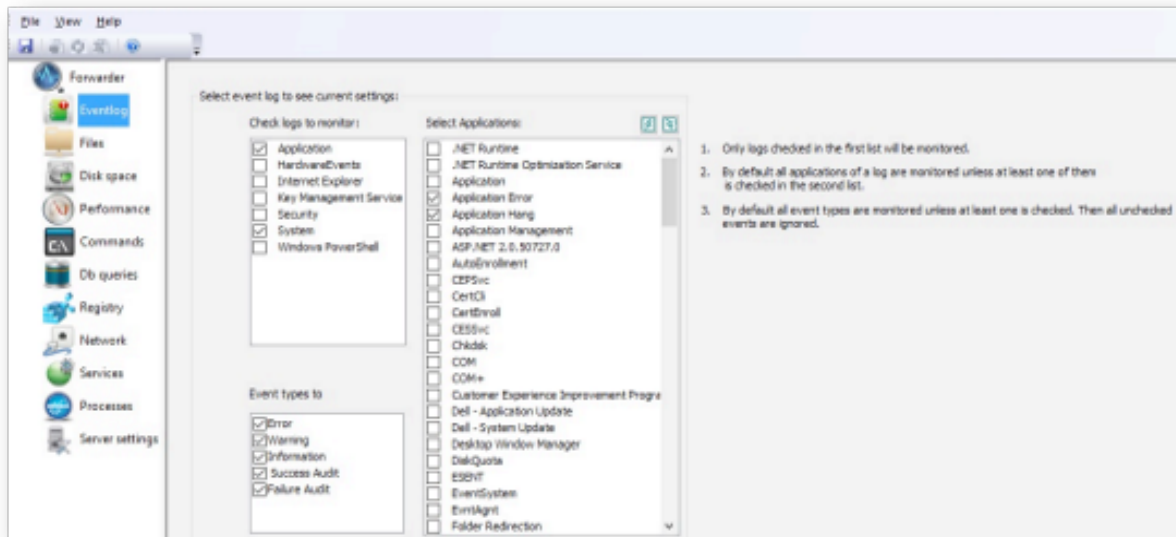 File View Help
Forwarder
Eventlog
Files
Disk space
Performance
Commands
Db queries
Registry
Network
Services
Processes
Server settings
Select event log to see current settings:
Check logs to monitor:
Application
HardwareEvents
Internet Explorer
Key Management Service
Security
System
Windows PowerShell
Event types to
Error
Warning
Information
Success Audit
Failure Audit
Select Applications:
.NET Runtime
.NET Runtime Optimization Service
Application
Application Error
Application Hang
Application Management
ASP.NET 2.0.50727.0
AutoEnrollment
CEPSvc
CertCli
CertEnroll
CESSvc
Chkdsk
COM
COM+
Customer Experience Improvement Progra
Dell - Application Update
Dell - System Update
Desktop Window Manager
DiskQuota
ESENT
EventSystem
EvntAgnt
Folder Redirection
1. Only logs checked in the first list will be monitored.
2. By default all applications of a log are monitored unless at least one of them
is checked in the second list.
3. By default all event types are monitored unless at least one is checked. Then all unchecked
events are ignored.